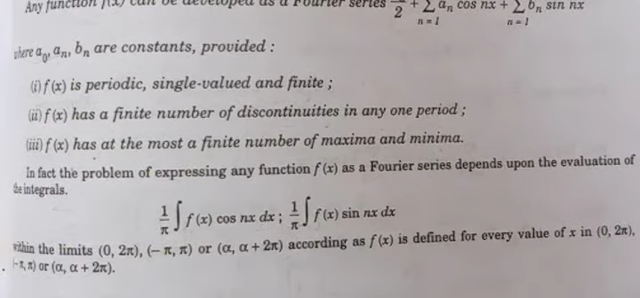 Any function f(x) can be developed as a Fourier series a₀/2 + ∑ₙ₌₁ aₙ cos nx + ∑ₙ₌₁ bₙ sin nx
where a₀, aₙ, bₙ are constants, provided :
(i) f (x) is periodic, single-valued and finite ;
(ii) f (x) has a finite number of discontinuities in any one period ;
(iii) f (x) has at the most a finite number of maxima and minima.
In fact the problem of expressing any function f (x) as a Fourier series depends upon the evaluation of
the integrals.
1/π ∫ f (x) cos nx dx ; 1/π ∫ f (x) sin nx dx
within the limits (0, 2π), (– π, π) or (α, α + 2π) according as f (x) is defined for every value of x in (0, 2π),
(–π, π) or (α, α + 2π).